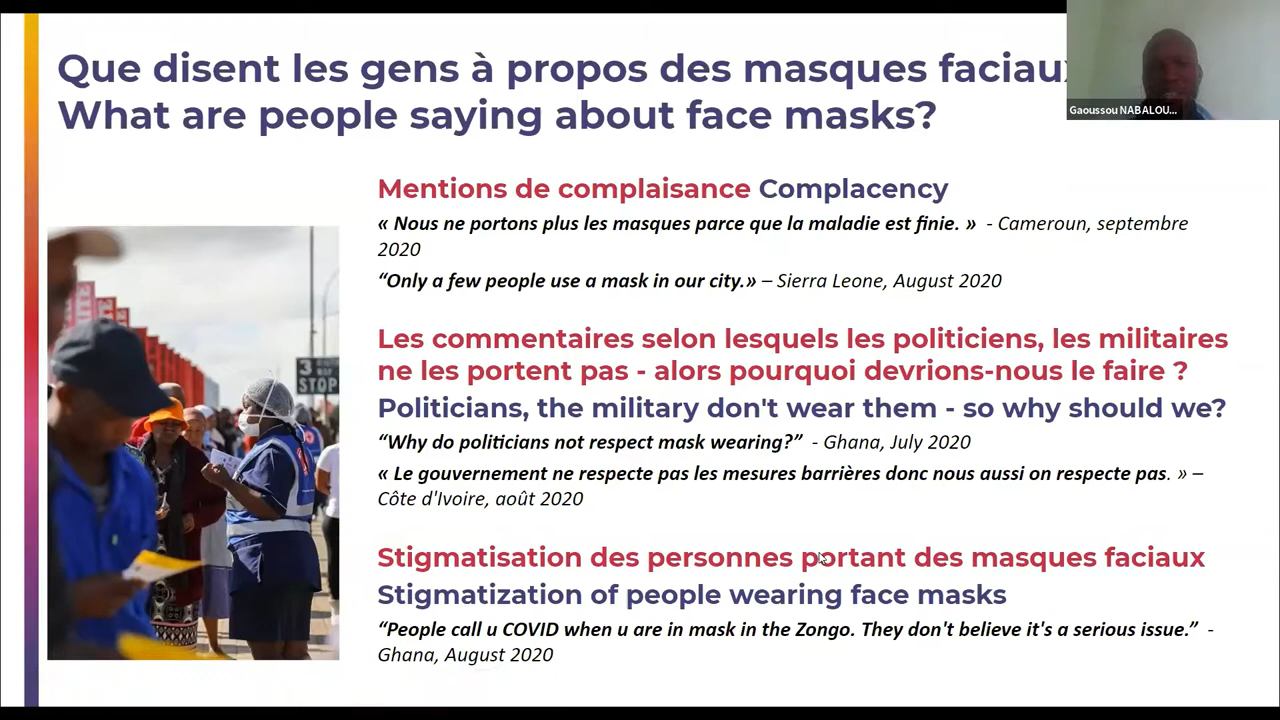 Que disent les gens à propos des masques faciaux
What are people saying about face masks?
Gaoussou NABALOU...
Mentions de complaisance Complacency
« Nous ne portons plus les masques parce que la maladie est finie. » - Cameroun, septembre
2020
“Only a few people use a mask in our city.» – Sierra Leone, August 2020
Les commentaires selon lesquels les politiciens, les militaires
ne les portent pas - alors pourquoi devrions-nous le faire ?
Politicians, the military don't wear them - so why should we?
“Why do politicians not respect mask wearing?” - Ghana, July 2020
« Le gouvernement ne respecte pas les mesures barrières donc nous aussi on respecte pas. » –
Côte d'Ivoire, août 2020
Stigmatisation des personnes portant des masques faciaux
Stigmatization of people wearing face masks
“People call u COVID when u are in mask in the Zongo. They don't believe it's a serious issue.” -
Ghana, August 2020
3
STOP